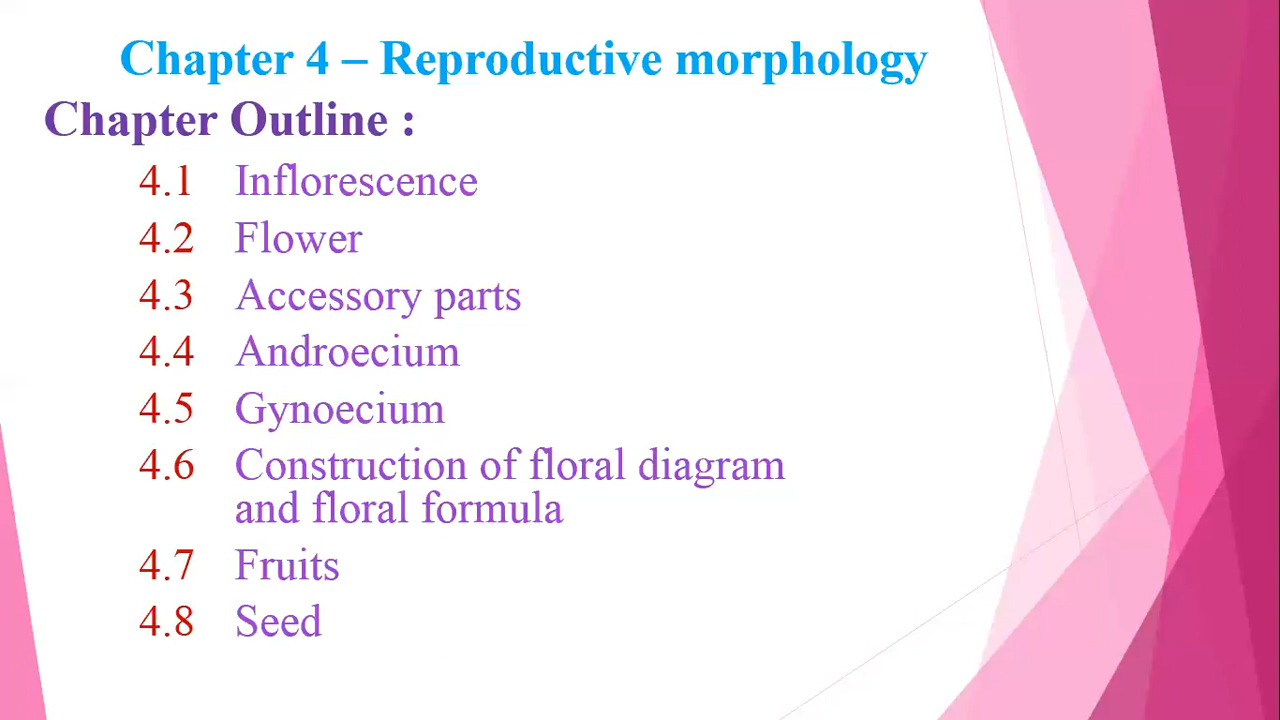 Chapter 4 – Reproductive morphology
Chapter Outline :
4.1 Inflorescence
4.2 Flower
4.3 Accessory parts
4.4 Androecium
4.5 Gynoecium
4.6 Construction of floral diagram
and floral formula
4.7 Fruits
4.8 Seed